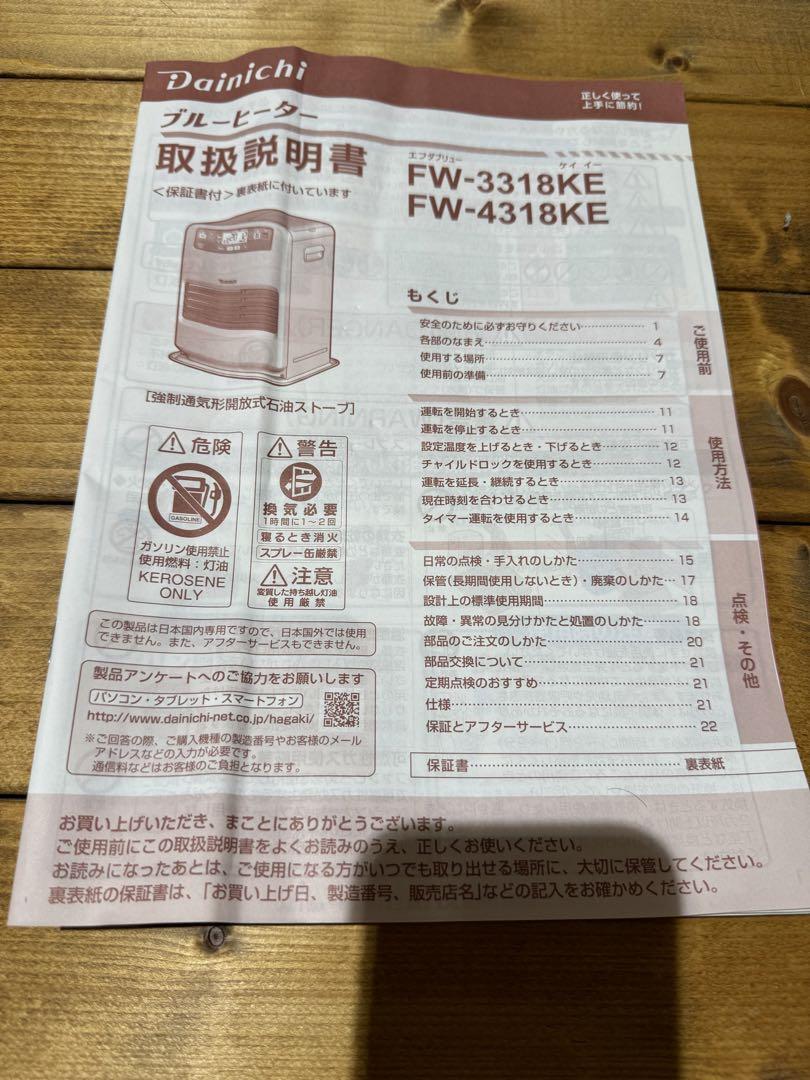 Dainichi
正しく使って
上手に節約!
ブルーヒーター
取扱説明書
<保証書付>裏表紙に付いています
エフダブリュー
ケイ イー
FW-3318KE
FW-4318KE
[強制通気形開放式石油ストーブ]
危険
GASOLINE
ガソリン使用禁止
使用燃料:灯油
KEROSENE
ONLY
警告
換気必要
1時間に1~2回
寝るとき消火
スプレー缶厳禁
注意
変質した持ち越し灯油
使用厳禁
この製品は日本国内専用ですので、日本国外では使用
できません。また、アフターサービスもできません。
製品アンケートへのご協力をお願いします
パソコン・タブレット・スマートフォン
http://www.dainichi-net.co.jp/hagaki/
※ご回答の際、ご購入機種の製造番号やお客様のメール
アドレスなどの入力が必要です。
通信料などはお客様のご負担となります。
もくじ
安全のために必ずお守りください 1
各部のなまえ 4
使用する場所 7
使用前の準備 7
ご使用前
運転を開始するとき 11
運転を停止するとき 11
設定温度を上げるとき・下げるとき 12
チャイルドロックを使用するとき 12
運転を延長・継続するとき 13
現在時刻を合わせるとき 13
タイマー運転を使用するとき 14
使用方法
日常の点検・手入れのしかた 15
保管(長期間使用しないとき)・廃棄のしかた 17
設計上の標準使用期間 18
故障・異常の見分けかたと処置のしかた 18
部品のご注文のしかた 20
部品交換について 21
定期点検のおすすめ 21
仕様 21
保証とアフターサービス 22
点検・その他
保証書 裏表紙
お買い上げいただき、まことにありがとうございます。
ご使用前にこの取扱説明書をよくお読みのうえ、正しくお使いください。
お読みになったあとは、ご使用になる方がいつでも取り出せる場所に、大切に保管してください。
裏表紙の保証書は、「お買い上げ日、製造番号、販売店名」などの記入をお確かめください。